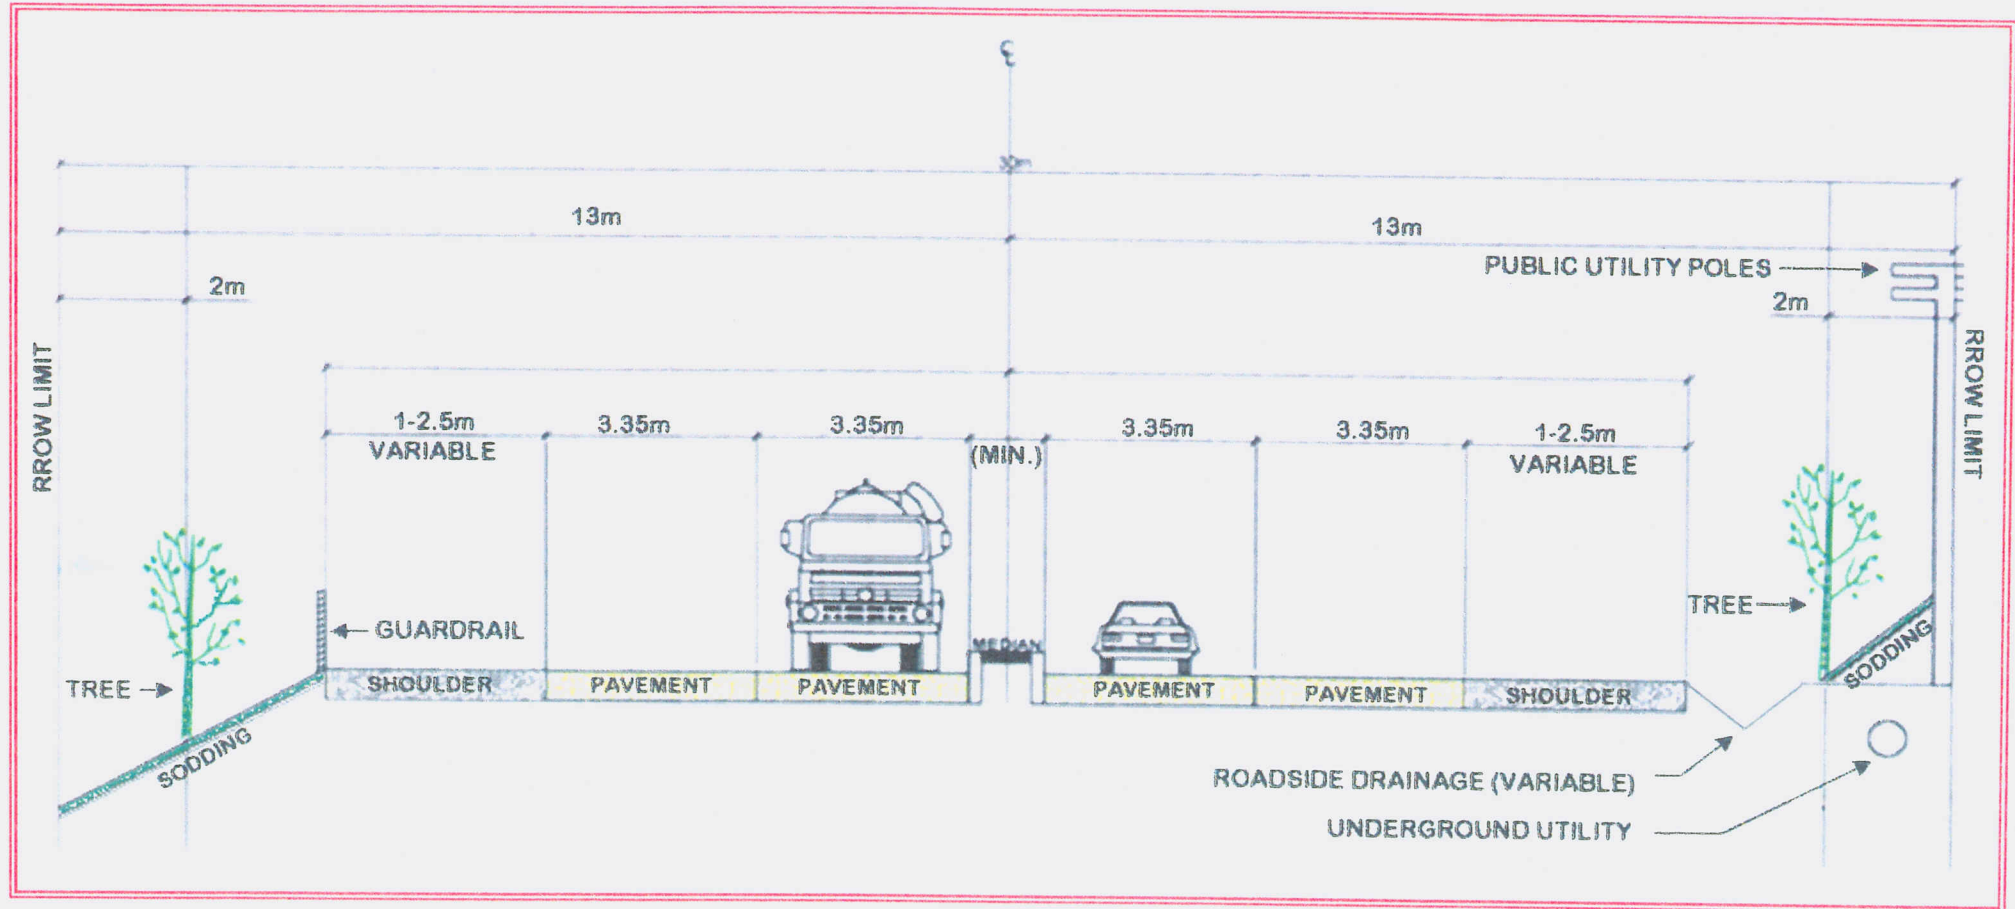 ℄
30m
13m
13m
PUBLIC UTILITY POLES
2m
2m
RROW LIMIT
RROW LIMIT
1-2.5m
VARIABLE
3.35m
3.35m
(MIN.)
3.35m
3.35m
1-2.5m
VARIABLE
GUARDRAIL
TREE
TREE
MEDIAN
SHOULDER
PAVEMENT
PAVEMENT
PAVEMENT
PAVEMENT
SHOULDER
SODDING
SODDING
ROADSIDE DRAINAGE (VARIABLE)
UNDERGROUND UTILITY